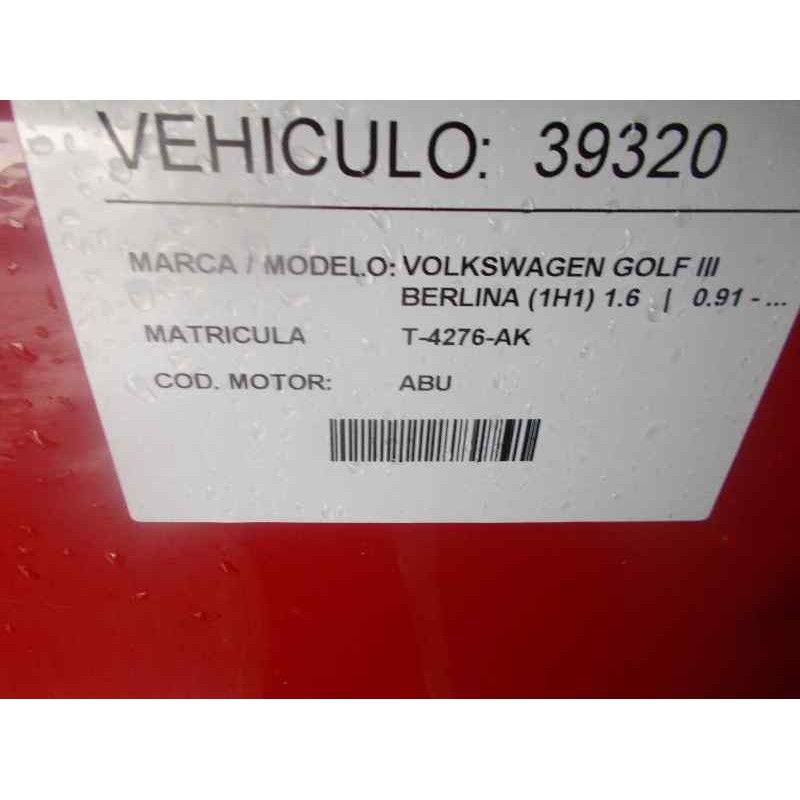 VEHICULO: 39320
MARCA / MODELO: VOLKSWAGEN GOLF III
BERLINA (1H1) 1.6 | 0.91 - ...
MATRICULA T-4276-AK
COD. MOTOR: ABU